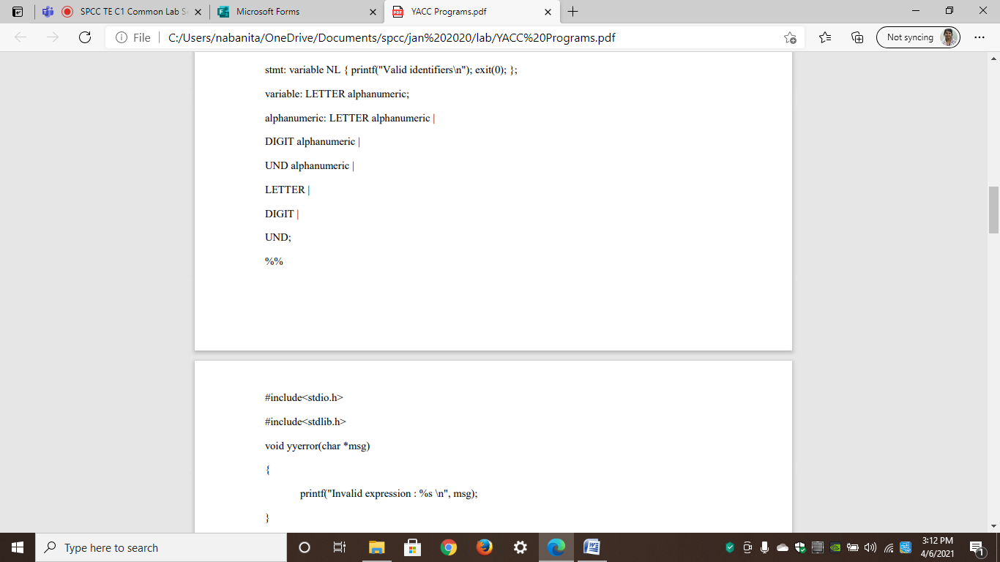 SPCC TE C1 Common Lab S
Microsoft Forms
YACC Programs.pdf
File
C:/Users/nabanita/OneDrive/Documents/spcc/jan%202020/lab/YACC%20Programs.pdf
Not syncing
stmt: variable NL { printf("Valid identifiers\n"); exit(0); };
variable: LETTER alphanumeric;
alphanumeric: LETTER alphanumeric |
DIGIT alphanumeric |
UND alphanumeric |
LETTER |
DIGIT |
UND;
%%
#include<stdio.h>
#include<stdlib.h>
void yyerror(char *msg)
{
printf("Invalid expression : %s \n", msg);
}
Type here to search
3:12 PM
4/6/2021
1